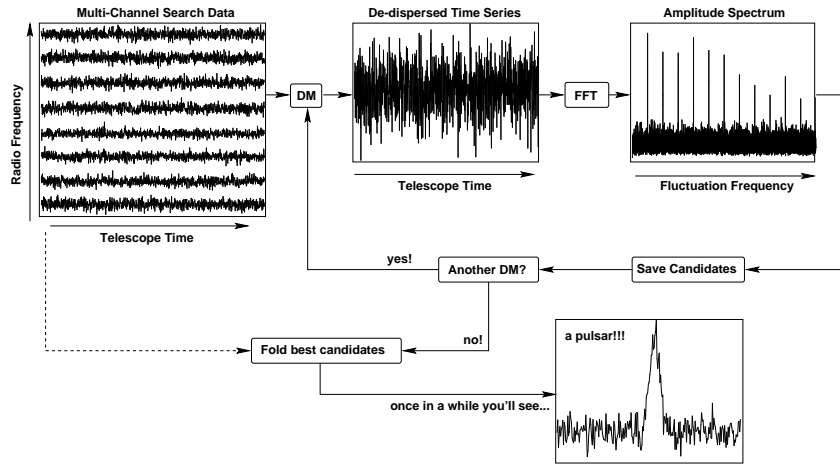 Multi-Channel Search Data
De-dispersed Time Series
Amplitude Spectrum
Radio Frequency
DM
FFT
Telescope Time
Fluctuation Frequency
Telescope Time
yes!
Another DM?
Save Candidates
no!
Fold best candidates
a pulsar!!!
once in a while you'll see...